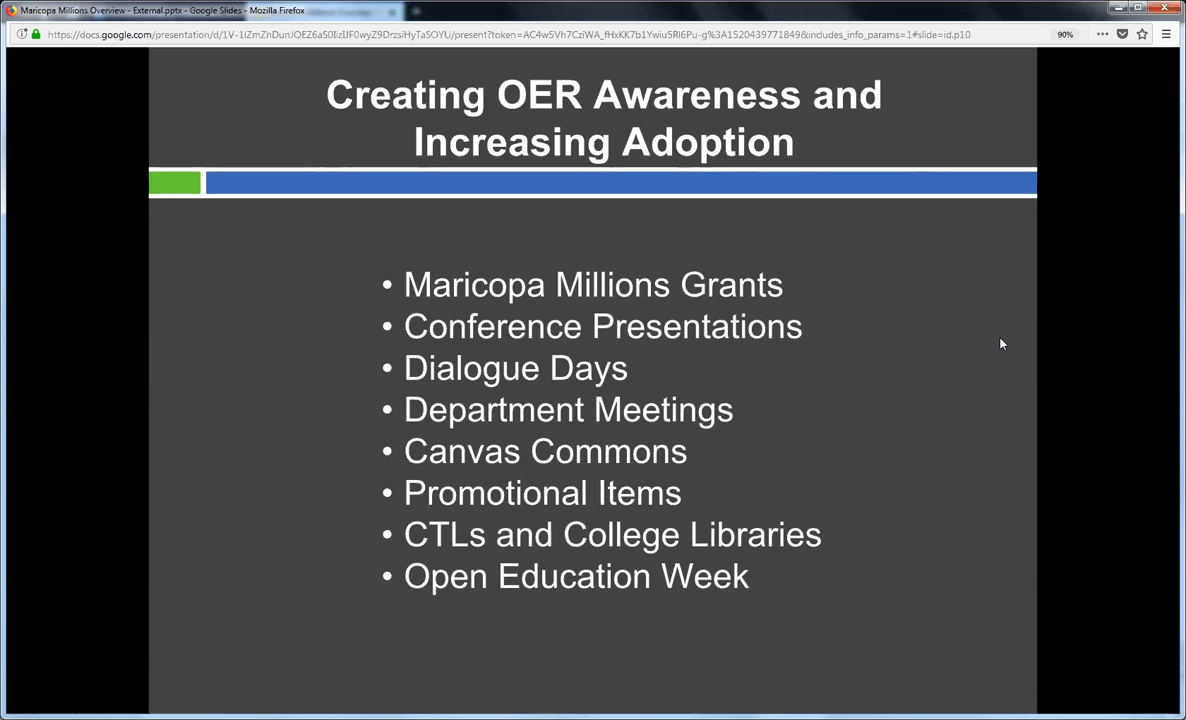 Maricopa Millions Overview - External.pptx - Google Slides - Mozilla Firefox
90%
Creating OER Awareness and
Increasing Adoption
• Maricopa Millions Grants
• Conference Presentations
• Dialogue Days
• Department Meetings
• Canvas Commons
• Promotional Items
• CTLs and College Libraries
• Open Education Week